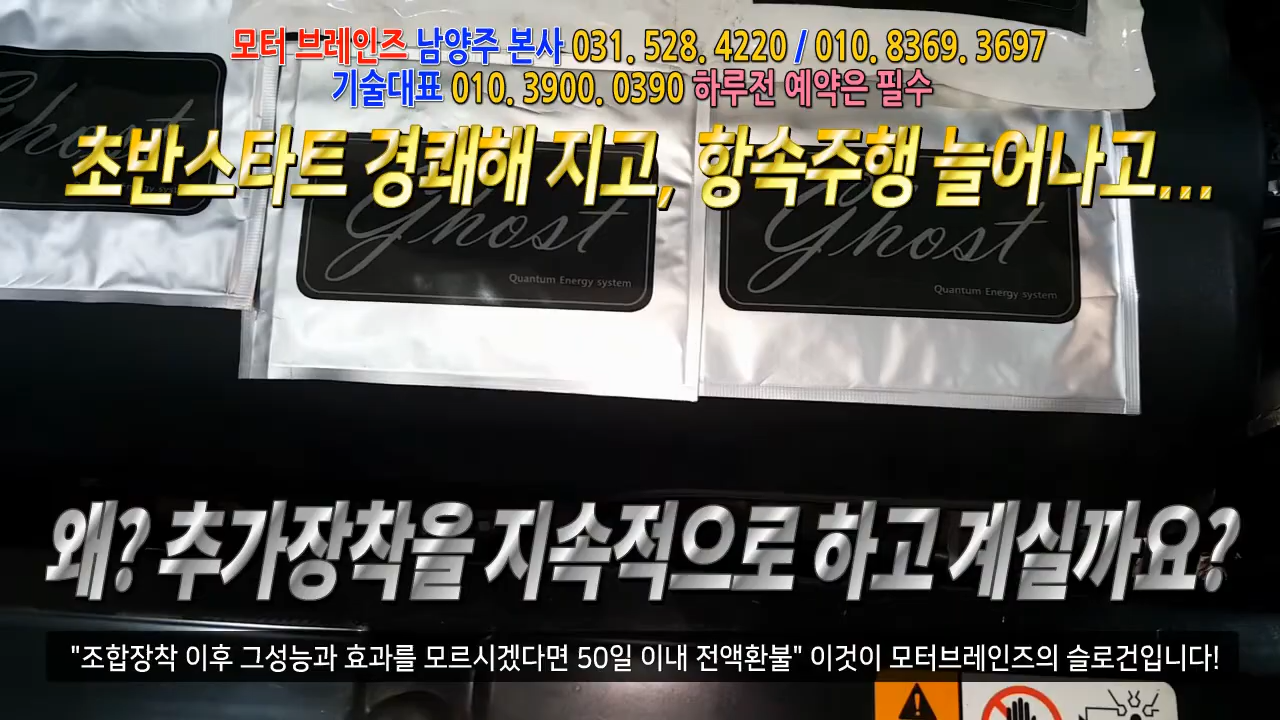 모터 브레인즈 남양주 본사 031. 528. 4220 / 010. 8369. 3697
기술대표 010. 3900. 0390 하루전 예약은 필수
초반스타트 경쾌해 지고, 항속주행 늘어나고...
Ghost
Ghost
Ghost
Quantum Energy system
Quantum Energy system
왜? 추가장착을 지속적으로 하고 계실까요?
"조합장착 이후 그성능과 효과를 모르시겠다면 50일 이내 전액환불" 이것이 모터브레인즈의 슬로건입니다!